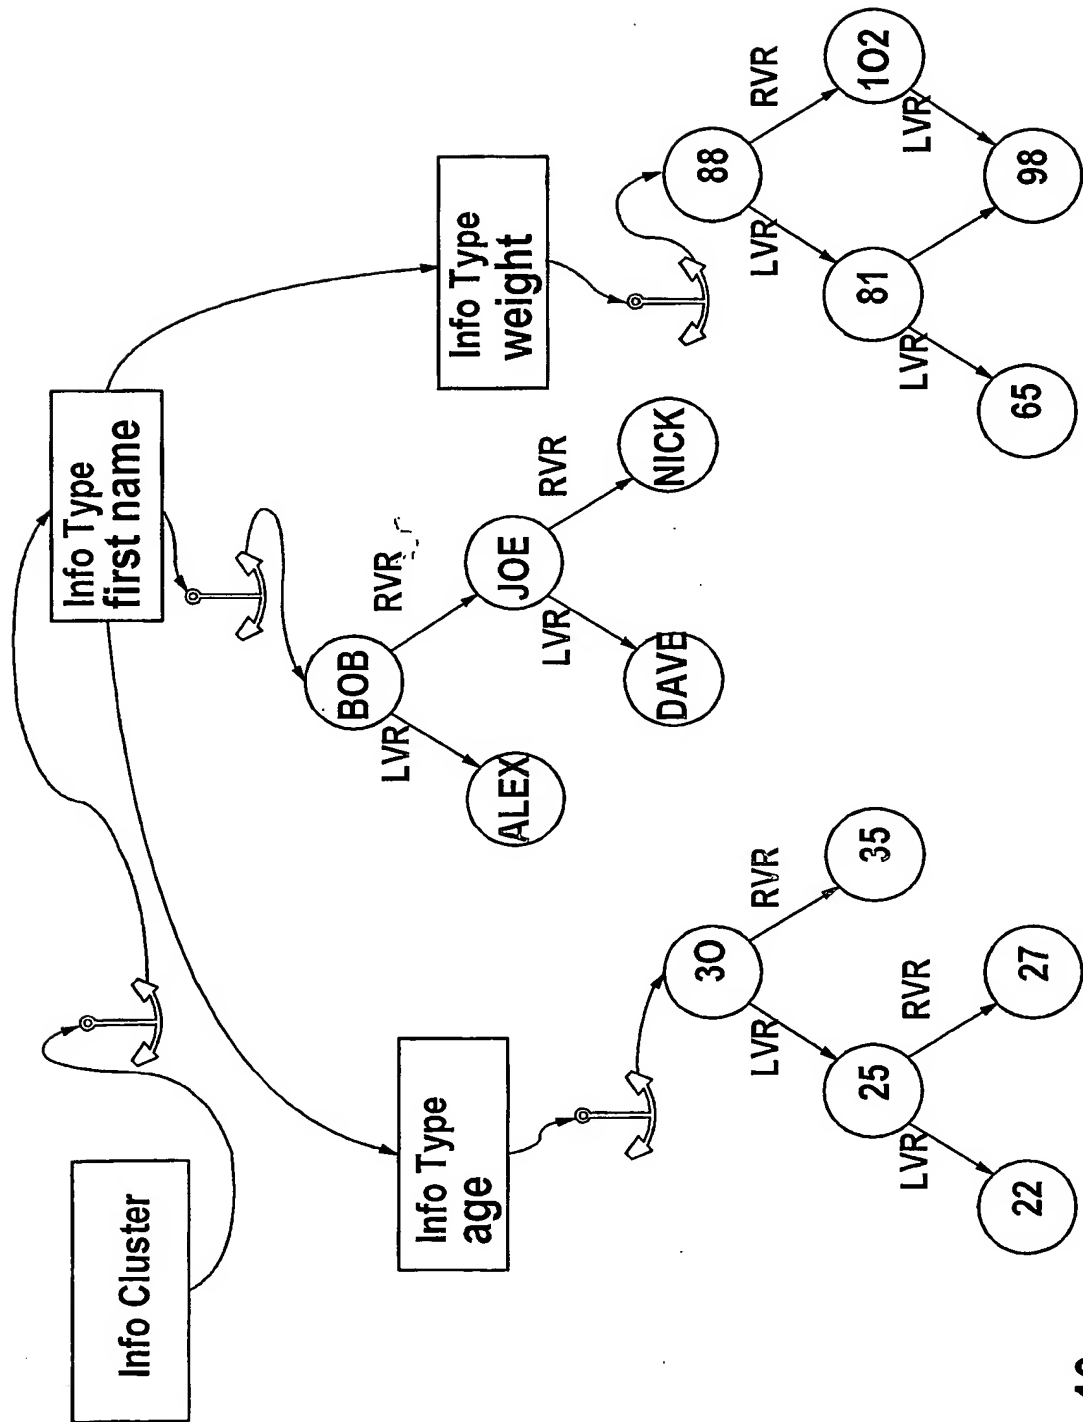 Info Cluster
Info Type
first name
Info Type
age
Info Type
weight
BOB
LVR
RVR
ALEX
JOE
LVR
RVR
DAVE
NICK
30
LVR
RVR
25
35
LVR
RVR
22
27
88
LVR
RVR
81
102
LVR
LVR
65
98